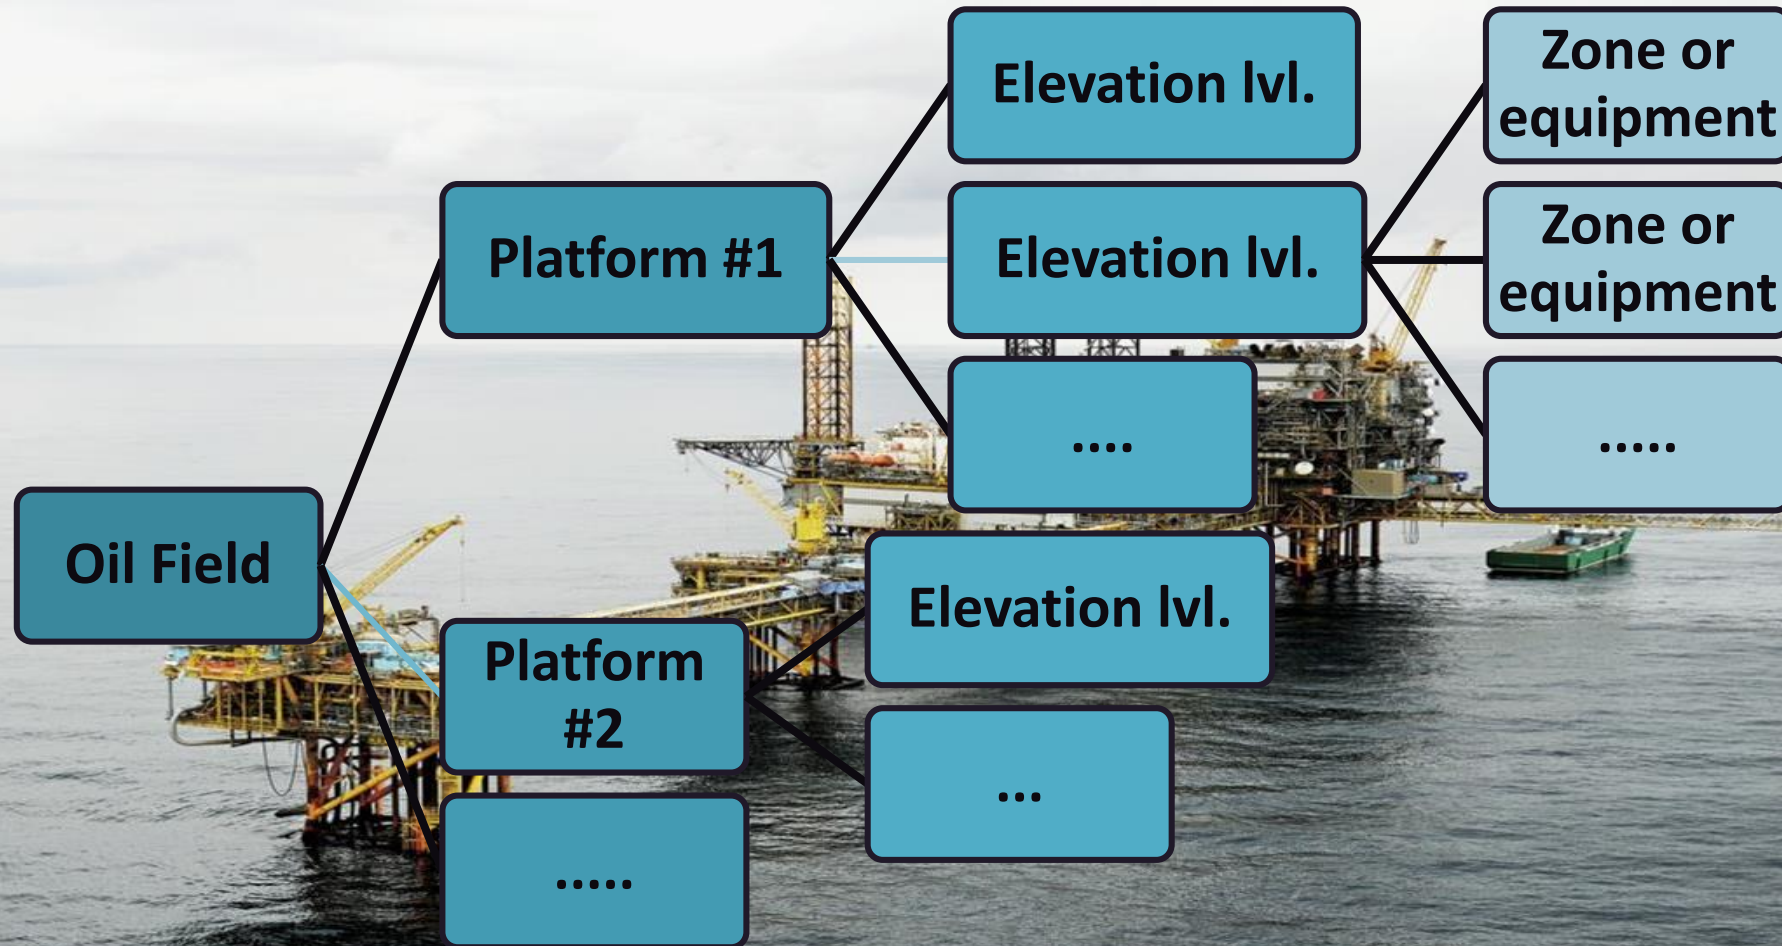 Elevation lvl.
Zone or
equipment
Platform #1
Elevation lvl.
Zone or
equipment
....
.....
Oil Field
Elevation lvl.
Platform
#2
...
.....